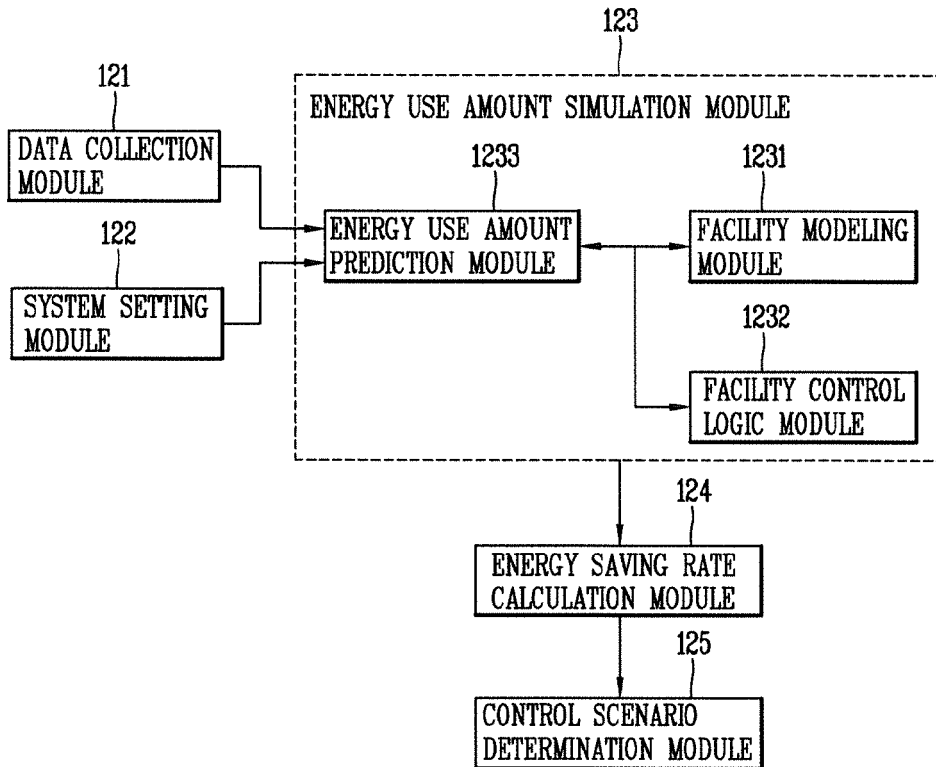 123
121
ENERGY USE AMOUNT SIMULATION MODULE
DATA COLLECTION
MODULE
1233
1231
ENERGY USE AMOUNT
PREDICTION MODULE
FACILITY MODELING
MODULE
122
SYSTEM SETTING
MODULE
1232
FACILITY CONTROL
LOGIC MODULE
124
ENERGY SAVING RATE
CALCULATION MODULE
125
CONTROL SCENARIO
DETERMINATION MODULE